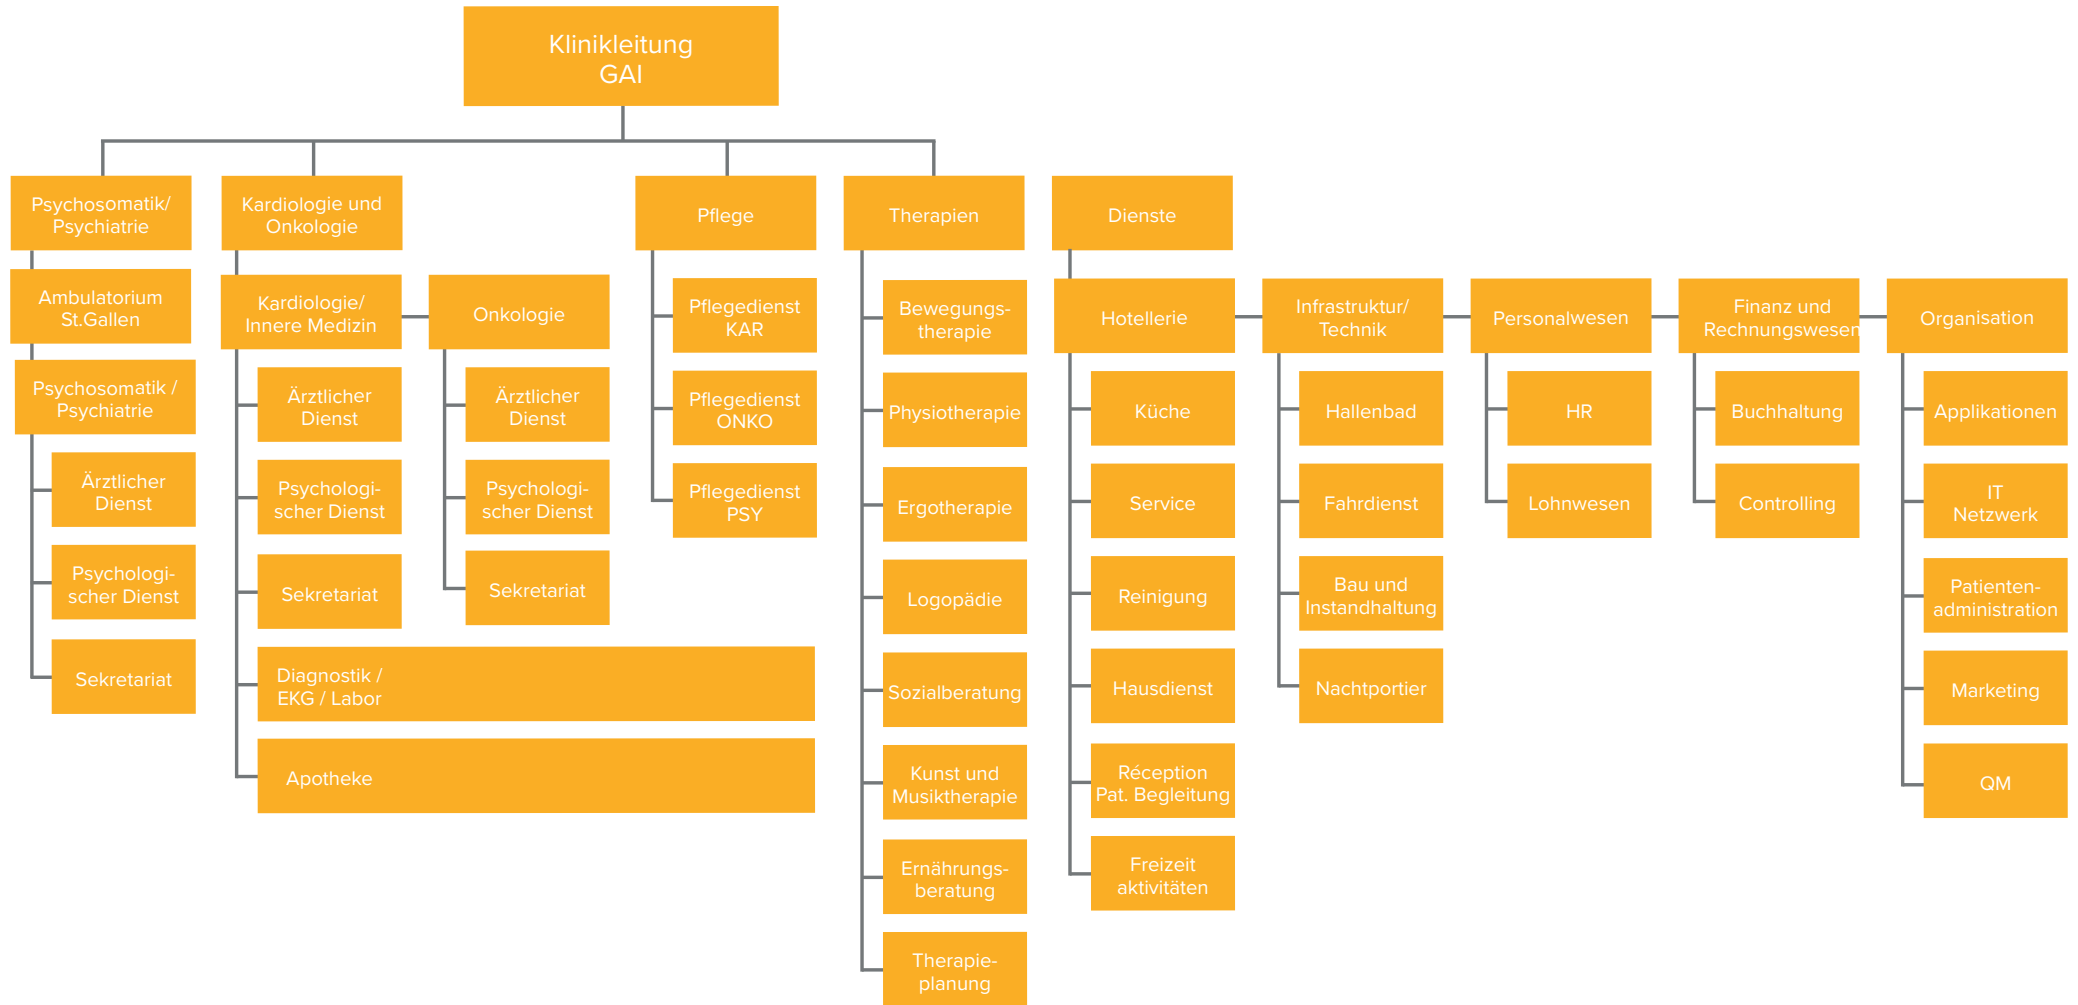 Klinikleitung
GAI
Psychosomatik/
Psychiatrie
Ambulatorium
St.Gallen
Psychosomatik /
Psychiatrie
Ärztlicher
Dienst
Psychologi-
scher Dienst
Sekretariat
Kardiologie und
Onkologie
Kardiologie/
Innere Medizin
Ärztlicher
Dienst
Psychologi-
scher Dienst
Sekretariat
Diagnostik /
EKG / Labor
Apotheke
Onkologie
Ärztlicher
Dienst
Psychologi-
scher Dienst
Sekretariat
Pflege
Pflegedienst
KAR
Pflegedienst
ONKO
Pflegedienst
PSY
Therapien
Bewegungs-
therapie
Physiotherapie
Ergotherapie
Logopädie
Sozialberatung
Kunst und
Musiktherapie
Ernährungs-
beratung
Therapie-
planung
Dienste
Hotellerie
Küche
Service
Reinigung
Hausdienst
Réception
Pat. Begleitung
Freizeit
aktivitäten
Infrastruktur/
Technik
Hallenbad
Fahrdienst
Bau und
Instandhaltung
Nachtportier
Personalwesen
HR
Lohnwesen
Finanz und
Rechnungswesen
Buchhaltung
Controlling
Organisation
Applikationen
IT
Netzwerk
Patienten-
administration
Marketing
QM